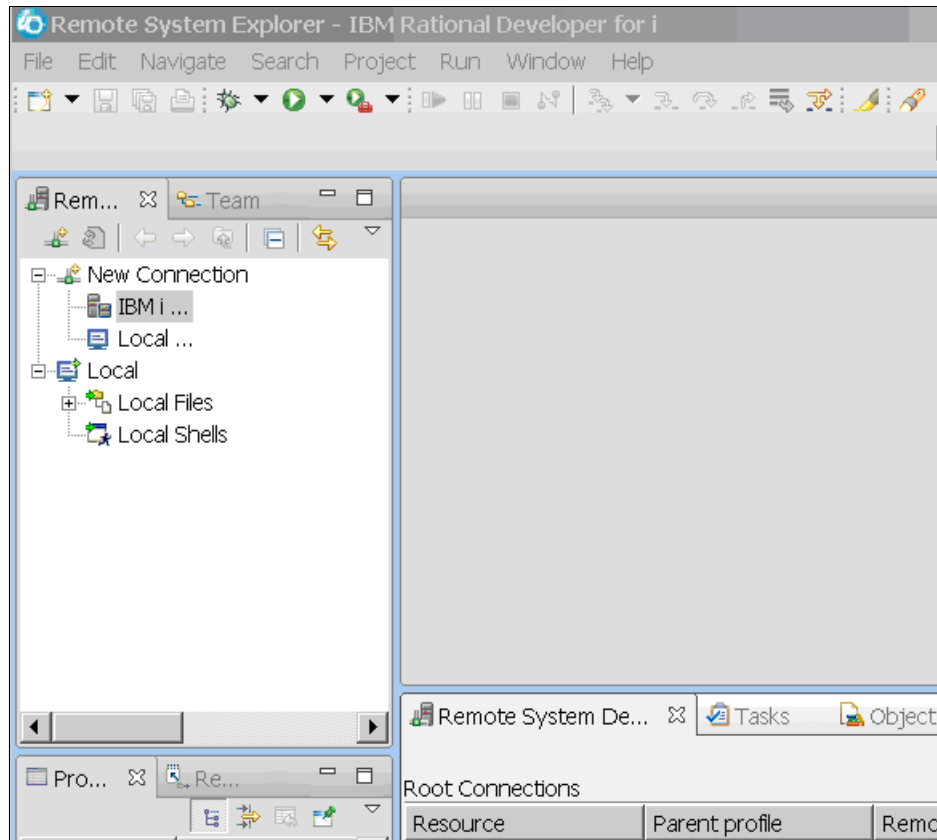 Remote System Explorer - IBM Rational Developer for i
File Edit Navigate Search Project Run Window Help
Rem... Team
New Connection
IBM i ...
Local ...
Local
Local Files
Local Shells
Remote System De... Tasks Object
Pro... Re...
Root Connections
Resource Parent profile Remo